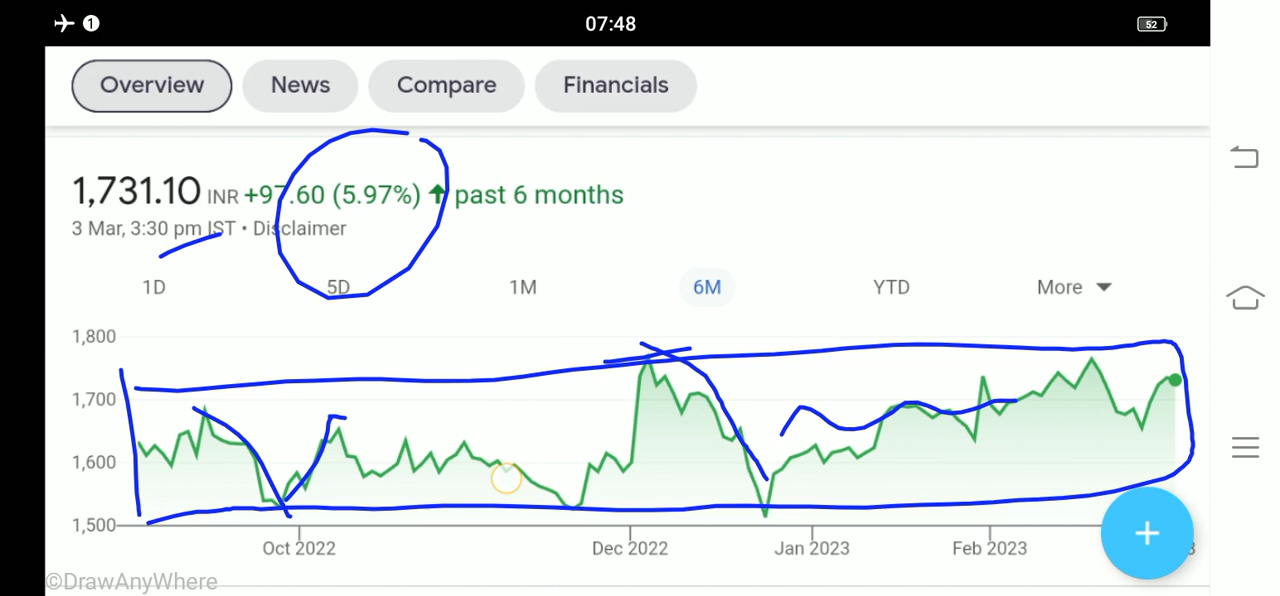 1 07:48 52
Overview News Compare Financials
1,731.10 INR +97.60 (5.97%) past 6 months
3 Mar, 3:30 pm IST • Disclaimer
1D 5D 1M 6M YTD More
1,800
1,700
1,600
1,500
Oct 2022 Dec 2022 Jan 2023 Feb 2023 3
+
©DrawAnyWhere